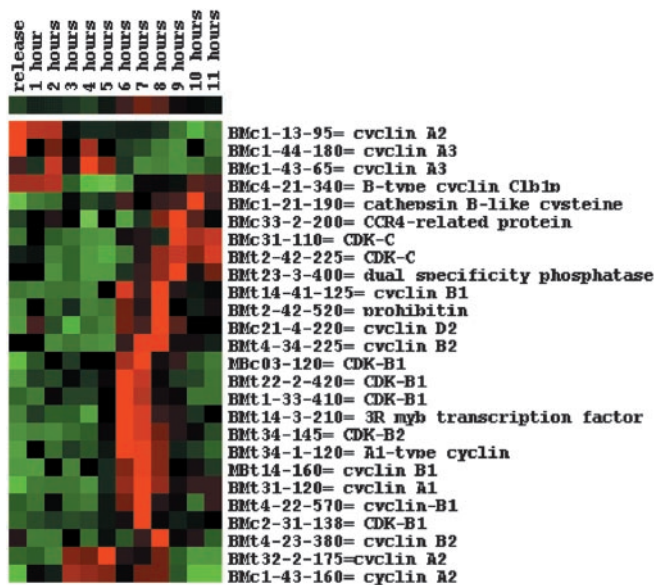 release
1 hour
2 hours
3 hours
4 hours
5 hours
6 hours
7 hours
8 hours
9 hours
10 hours
11 hours
BMc1-13-95= cyclin A2
BMc1-44-180= cyclin A3
BMc1-43-65= cyclin A3
BMc4-21-340= B-type cyclin Clb1p
BMc1-21-190= cathepsin B-like cysteine
BMc33-2-200= CCR4-related protein
BMc31-110= CDK-C
BMt2-42-225= CDK-C
BMt23-3-400= dual specificity phosphatase
BMt14-41-125= cyclin B1
BMt2-42-520= prohibitin
BMc21-4-220= cyclin D2
BMt4-34-225= cyclin B2
MBc03-120= CDK-B1
BMt22-2-420= CDK-B1
BMt1-33-410= CDK-B1
BMt14-3-210= 3R myb transcription factor
BMt34-145= CDK-B2
BMt34-1-120= A1-type cyclin
MBt14-160= cyclin B1
BMt31-120= cyclin A1
BMt4-22-570= cyclin-B1
BMc2-31-138= CDK-B1
BMt4-23-380= cyclin B2
BMt32-2-175=cyclin A2
BMc1-43-160= cyclin A2